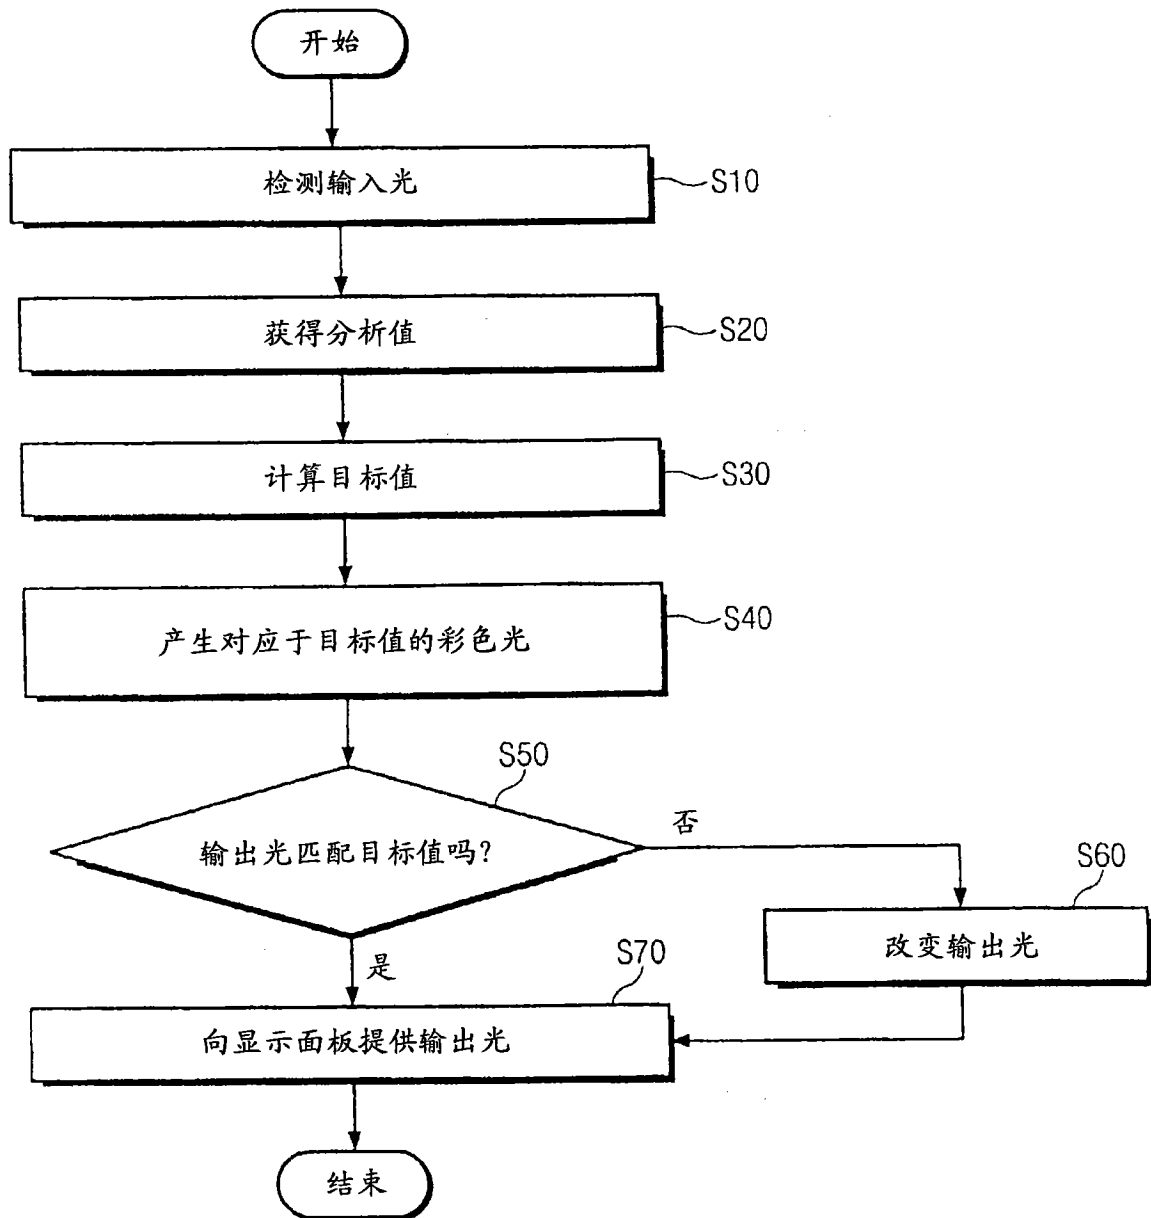 开始
检测输入光
S10
获得分析值
S20
计算目标值
S30
产生对应于目标值的彩色光
S40
S50
输出光匹配目标值吗?
否
S60
改变输出光
是
S70
向显示面板提供输出光
结束